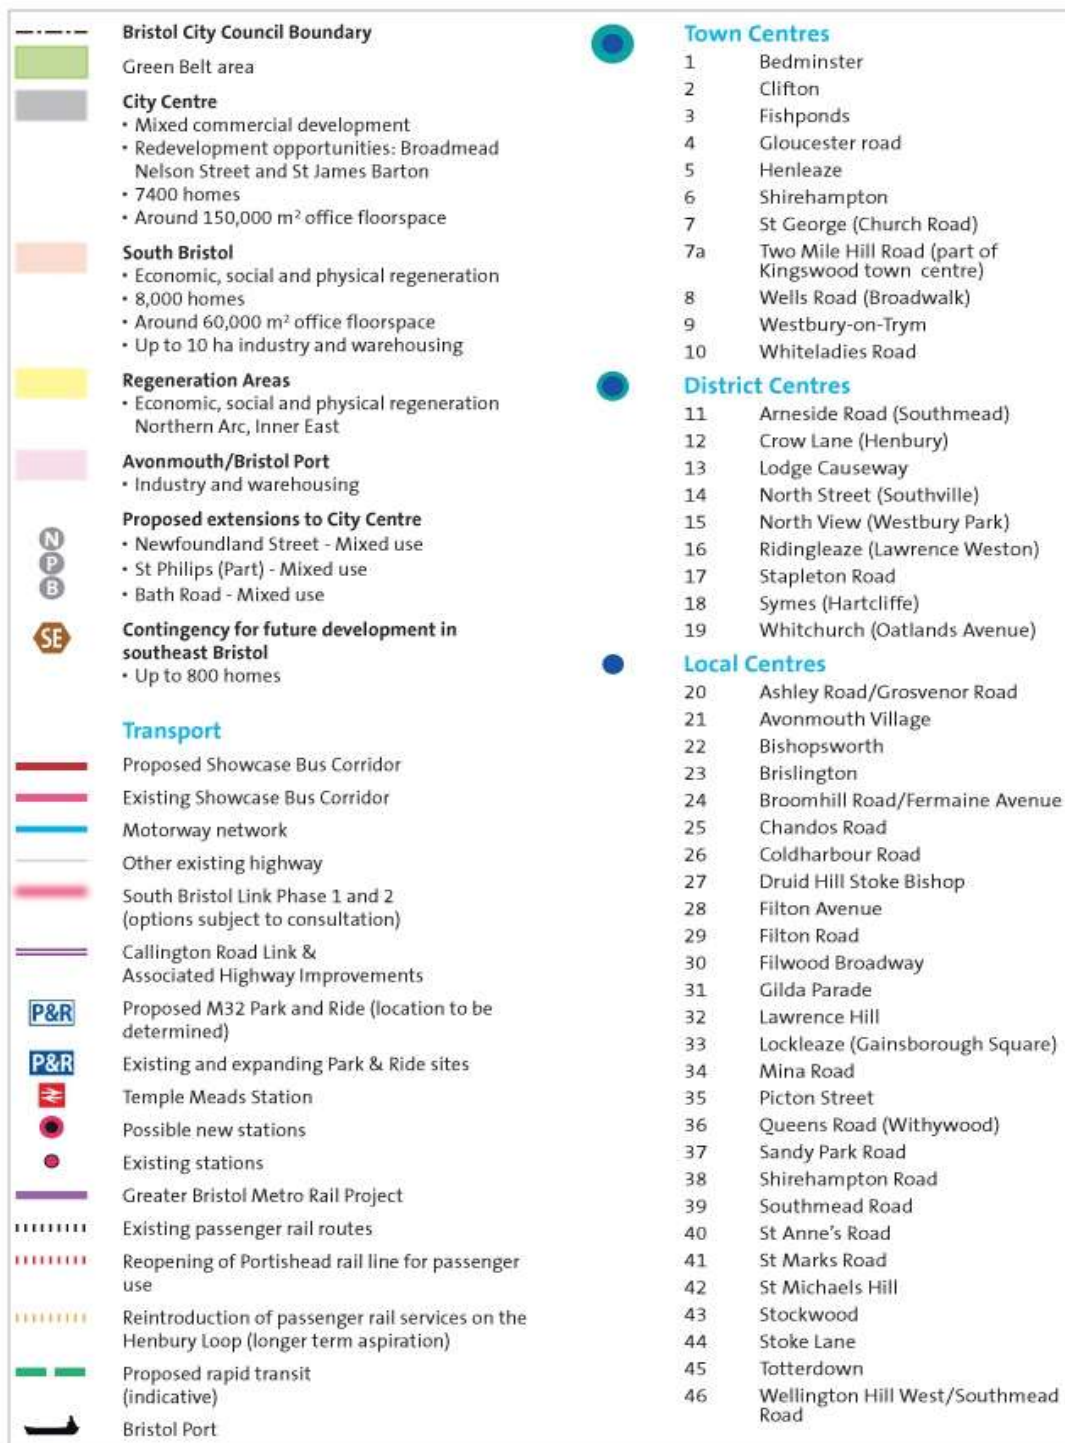 Bristol City Council Boundary
Green Belt area
City Centre
• Mixed commercial development
• Redevelopment opportunities: Broadmead
Nelson Street and St James Barton
• 7400 homes
• Around 150,000 m² office floorspace
South Bristol
• Economic, social and physical regeneration
• 8,000 homes
• Around 60,000 m² office floorspace
• Up to 10 ha industry and warehousing
Regeneration Areas
• Economic, social and physical regeneration
Northern Arc, Inner East
Avonmouth/Bristol Port
• Industry and warehousing
Proposed extensions to City Centre
N • Newfoundland Street - Mixed use
P • St Philips (Part) - Mixed use
B • Bath Road - Mixed use
SE Contingency for future development in
southeast Bristol
• Up to 800 homes
Transport
Proposed Showcase Bus Corridor
Existing Showcase Bus Corridor
Motorway network
Other existing highway
South Bristol Link Phase 1 and 2
(options subject to consultation)
Callington Road Link &
Associated Highway Improvements
P&R Proposed M32 Park and Ride (location to be
determined)
P&R Existing and expanding Park & Ride sites
Temple Meads Station
Possible new stations
Existing stations
Greater Bristol Metro Rail Project
Existing passenger rail routes
Reopening of Portishead rail line for passenger
use
Reintroduction of passenger rail services on the
Henbury Loop (longer term aspiration)
Proposed rapid transit
(indicative)
Bristol Port
Town Centres
1 Bedminster
2 Clifton
3 Fishponds
4 Gloucester road
5 Henleaze
6 Shirehampton
7 St George (Church Road)
7a Two Mile Hill Road (part of
Kingswood town centre)
8 Wells Road (Broadwalk)
9 Westbury-on-Trym
10 Whiteladies Road
District Centres
11 Arneside Road (Southmead)
12 Crow Lane (Henbury)
13 Lodge Causeway
14 North Street (Southville)
15 North View (Westbury Park)
16 Ridingleaze (Lawrence Weston)
17 Stapleton Road
18 Symes (Hartcliffe)
19 Whitchurch (Oatlands Avenue)
Local Centres
20 Ashley Road/Grosvenor Road
21 Avonmouth Village
22 Bishopsworth
23 Brislington
24 Broomhill Road/Fermaine Avenue
25 Chandos Road
26 Coldharbour Road
27 Druid Hill Stoke Bishop
28 Filton Avenue
29 Filton Road
30 Filwood Broadway
31 Gilda Parade
32 Lawrence Hill
33 Lockleaze (Gainsborough Square)
34 Mina Road
35 Picton Street
36 Queens Road (Withywood)
37 Sandy Park Road
38 Shirehampton Road
39 Southmead Road
40 St Anne's Road
41 St Marks Road
42 St Michaels Hill
43 Stockwood
44 Stoke Lane
45 Totterdown
46 Wellington Hill West/Southmead
Road